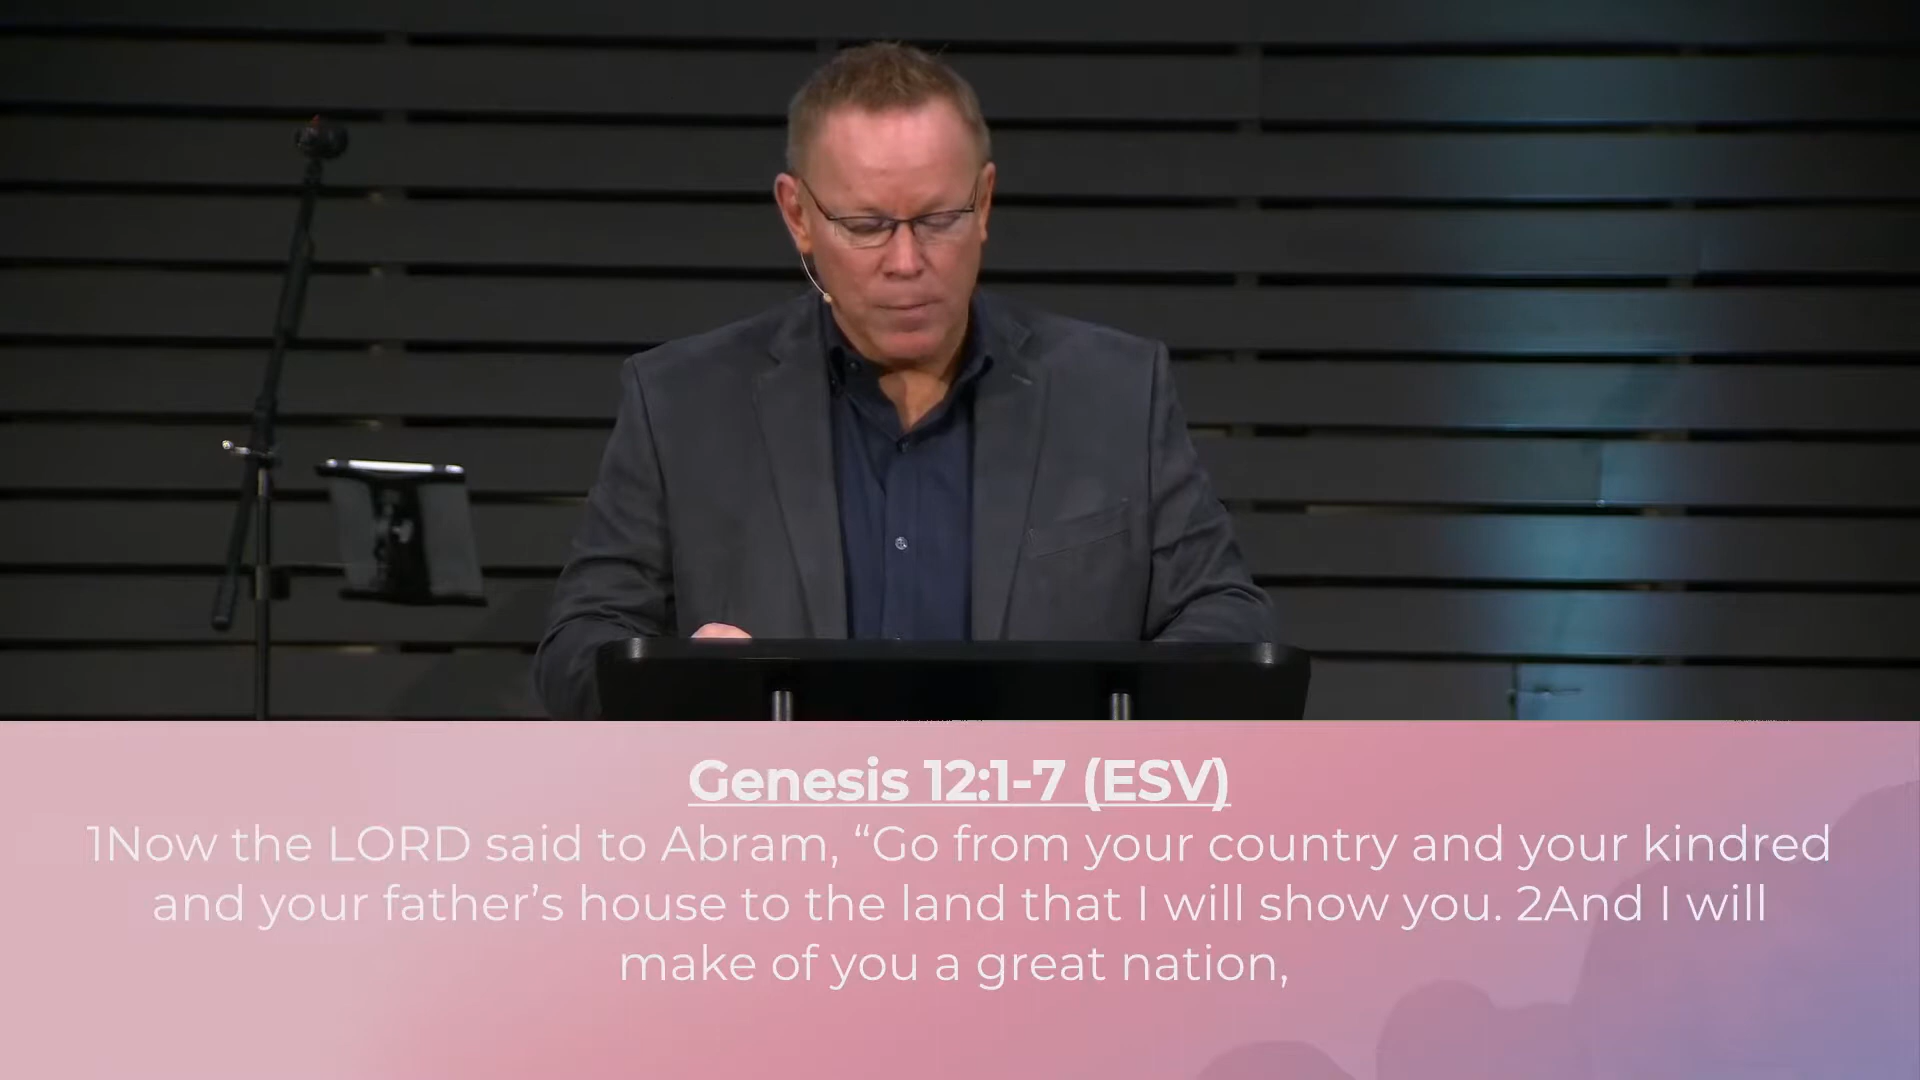 Genesis 12:1-7 (ESV)
1Now the LORD said to Abram, “Go from your country and your kindred
and your father’s house to the land that I will show you. 2And I will
make of you a great nation,